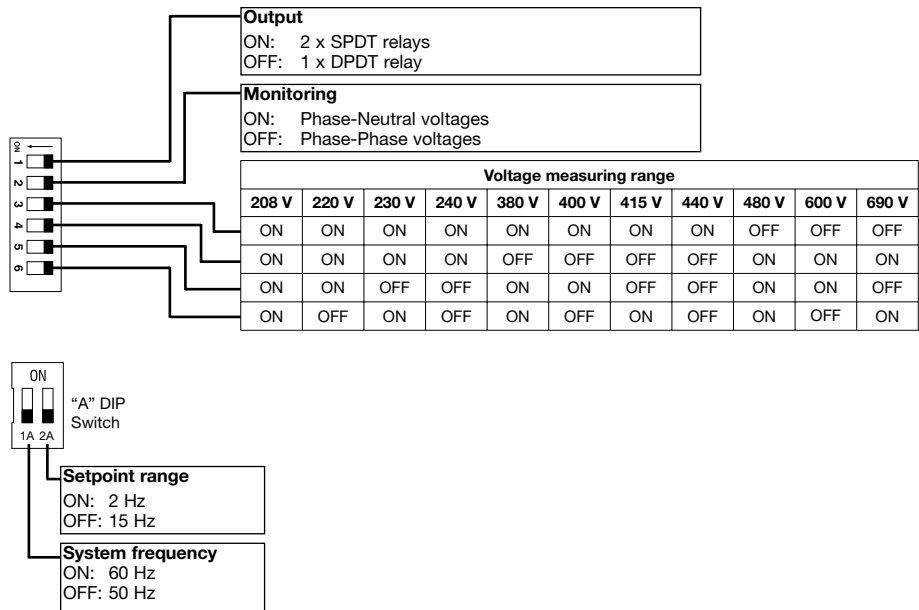 Output
ON: 2 x SPDT relays
OFF: 1 x DPDT relay
Monitoring
ON: Phase-Neutral voltages
OFF: Phase-Phase voltages
ON
1
2
3
4
5
6
Voltage measuring range
208 V 220 V 230 V 240 V 380 V 400 V 415 V 440 V 480 V 600 V 690 V
ON ON ON ON ON ON ON ON OFF OFF OFF
ON ON ON ON OFF OFF OFF OFF ON ON ON
ON ON OFF OFF ON ON OFF OFF ON ON OFF
ON OFF ON OFF ON OFF ON OFF ON OFF ON
ON
1A 2A
“A” DIP
Switch
Setpoint range
ON: 2 Hz
OFF: 15 Hz
System frequency
ON: 60 Hz
OFF: 50 Hz